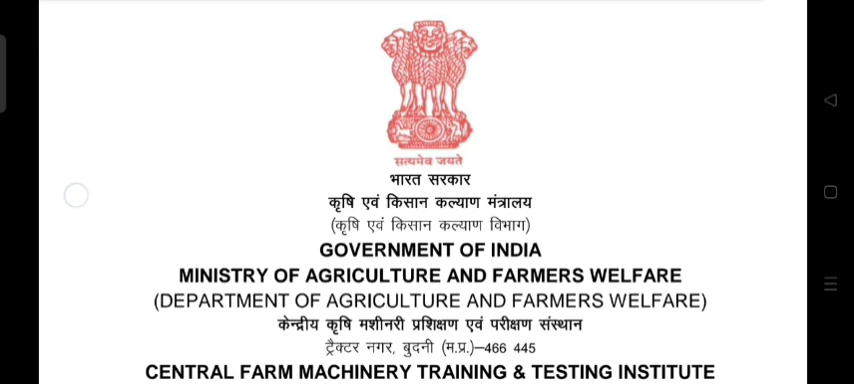 सत्यमेव जयते
भारत सरकार
कृषि एवं किसान कल्याण मंत्रालय
(कृषि एवं किसान कल्याण विभाग)
GOVERNMENT OF INDIA
MINISTRY OF AGRICULTURE AND FARMERS WELFARE
(DEPARTMENT OF AGRICULTURE AND FARMERS WELFARE)
केन्द्रीय कृषि मशीनरी प्रशिक्षण एवं परीक्षण संस्थान
ट्रैक्टर नगर, बुदनी (म.प्र.)–466 445
CENTRAL FARM MACHINERY TRAINING & TESTING INSTITUTE